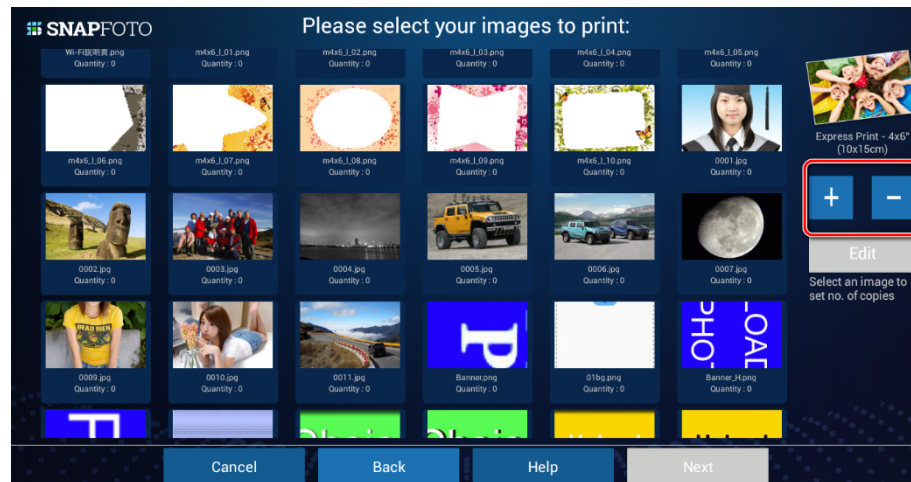 SNAPFOTO
Please select your images to print:
Wi-Fi說明頁.png
Quantity : 0
m4x6_l_01.png
Quantity : 0
m4x6_l_02.png
Quantity : 0
m4x6_l_03.png
Quantity : 0
m4x6_l_04.png
Quantity : 0
m4x6_l_05.png
Quantity : 0
m4x6_l_06.png
Quantity : 0
m4x6_l_07.png
Quantity : 0
m4x6_l_08.png
Quantity : 0
m4x6_l_09.png
Quantity : 0
m4x6_l_10.png
Quantity : 0
0001.jpg
Quantity : 0
0002.jpg
Quantity : 0
0003.jpg
Quantity : 0
0004.jpg
Quantity : 0
0005.jpg
Quantity : 0
0006.jpg
Quantity : 0
0007.jpg
Quantity : 0
DEAD MEN
0009.jpg
Quantity : 0
0010.jpg
Quantity : 0
0011.jpg
Quantity : 0
P
Banner.png
Quantity : 0
01bg.png
Quantity : 0
PHO
LOAD
Banner_H.png
Quantity : 0
Express Print - 4x6"
(10x15cm)
+
−
Edit
Select an image to
set no. of copies
Cancel
Back
Help
Next